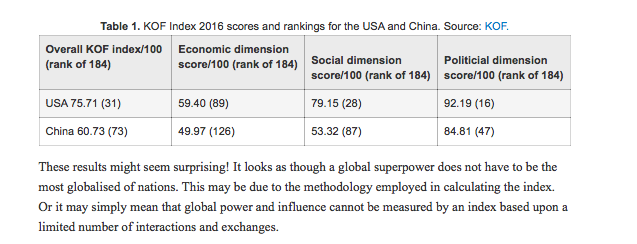 Table 1. KOF Index 2016 scores and rankings for the USA and China. Source: KOF.
Overall KOF index/100 (rank of 184)
Economic dimension score/100 (rank of 184)
Social dimension score/100 (rank of 184)
Politicial dimension score/100 (rank of 184)
USA 75.71 (31) 59.40 (89) 79.15 (28) 92.19 (16)
China 60.73 (73) 49.97 (126) 53.32 (87) 84.81 (47)
These results might seem surprising! It looks as though a global superpower does not have to be the
most globalised of nations. This may be due to the methodology employed in calculating the index.
Or it may simply mean that global power and influence cannot be measured by an index based upon a
limited number of interactions and exchanges.